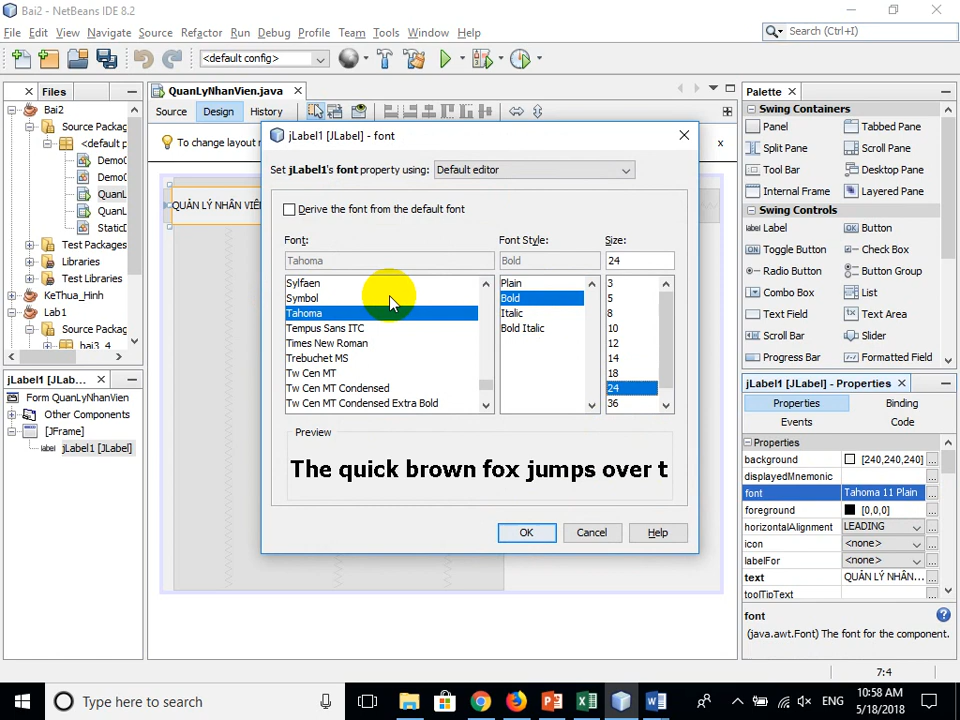 Bai2 - NetBeans IDE 8.2
File Edit View Navigate Source Refactor Run Debug Profile Team Tools Window Help
Search (Ctrl+I)
<default config>
Files
QuanLyNhanVien.java
Palette
Bai2
Source Packag
<default p
DemoC
DemoC
QuanL
QuanL
StaticD
Test Packages
Libraries
Test Libraries
KeThua_Hinh
Lab1
Source Packag
bai3_4
Source Design History
To change layout
QUẢN LÝ NHÂN VIÊ
jLabel1 [JLabel] - font
Set jLabel1's font property using: Default editor
Derive the font from the default font
Font: Font Style: Size:
Tahoma Bold 24
Sylfaen
Symbol
Tahoma
Tempus Sans ITC
Times New Roman
Trebuchet MS
Tw Cen MT
Tw Cen MT Condensed
Tw Cen MT Condensed Extra Bold
Plain
Bold
Italic
Bold Italic
3
5
8
10
12
14
18
24
36
Preview
The quick brown fox jumps over t
OK Cancel Help
Swing Containers
Panel Tabbed Pane
Split Pane Scroll Pane
Tool Bar Desktop Pane
Internal Frame Layered Pane
Swing Controls
Label Button
Toggle Button Check Box
Radio Button Button Group
Combo Box List
Text Field Text Area
Scroll Bar Slider
Progress Bar Formatted Field
jLabel1 [JLab...
Form QuanLyNhanVien
Other Components
[JFrame]
label jLabel1 [JLabel]
jLabel1 [JLabel] - Properties
Properties Binding
Events Code
Properties
background [240,240,240] ...
displayedMnemonic ...
font Tahoma 11 Plain ...
foreground [0,0,0] ...
horizontalAlignment LEADING ...
icon <none> ...
labelFor <none> ...
text QUẢN LÝ NHÂN... ...
toolTipText ...
font
(java.awt.Font) The font for the component.
7:4
Type here to search
ENG
10:58 AM
5/18/2018